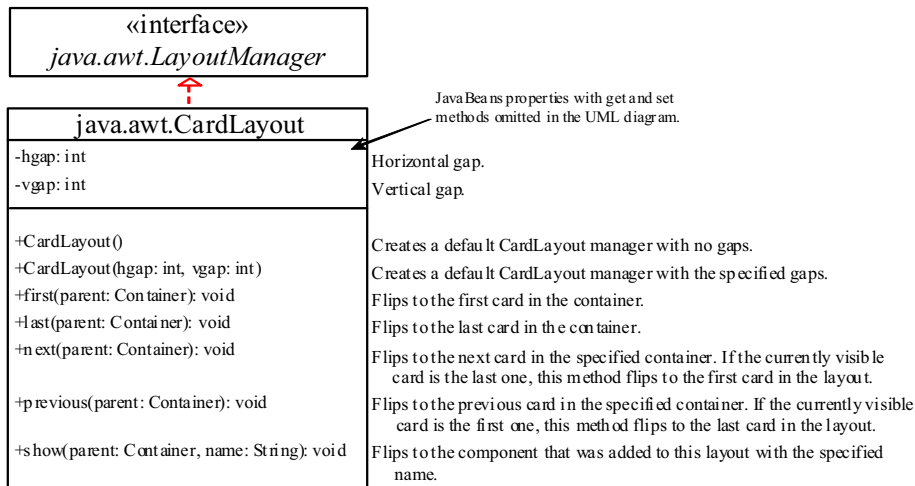 «interface»
java.awt.LayoutManager
JavaBeans properties with get and set
methods omitted in the UML diagram.
java.awt.CardLayout
-hgap: int
Horizontal gap.
-vgap: int
Vertical gap.
+CardLayout()
Creates a default CardLayout manager with no gaps.
+CardLayout(hgap: int, vgap: int)
Creates a default CardLayout manager with the specified gaps.
+first(parent: Container): void
Flips to the first card in the container.
+last(parent: Container): void
Flips to the last card in the container.
+next(parent: Container): void
Flips to the next card in the specified container. If the currently visible
card is the last one, this method flips to the first card in the layout.
+previous(parent: Container): void
Flips to the previous card in the specified container. If the currently visible
card is the first one, this method flips to the last card in the layout.
+show(parent: Container, name: String): void
Flips to the component that was added to this layout with the specified
name.